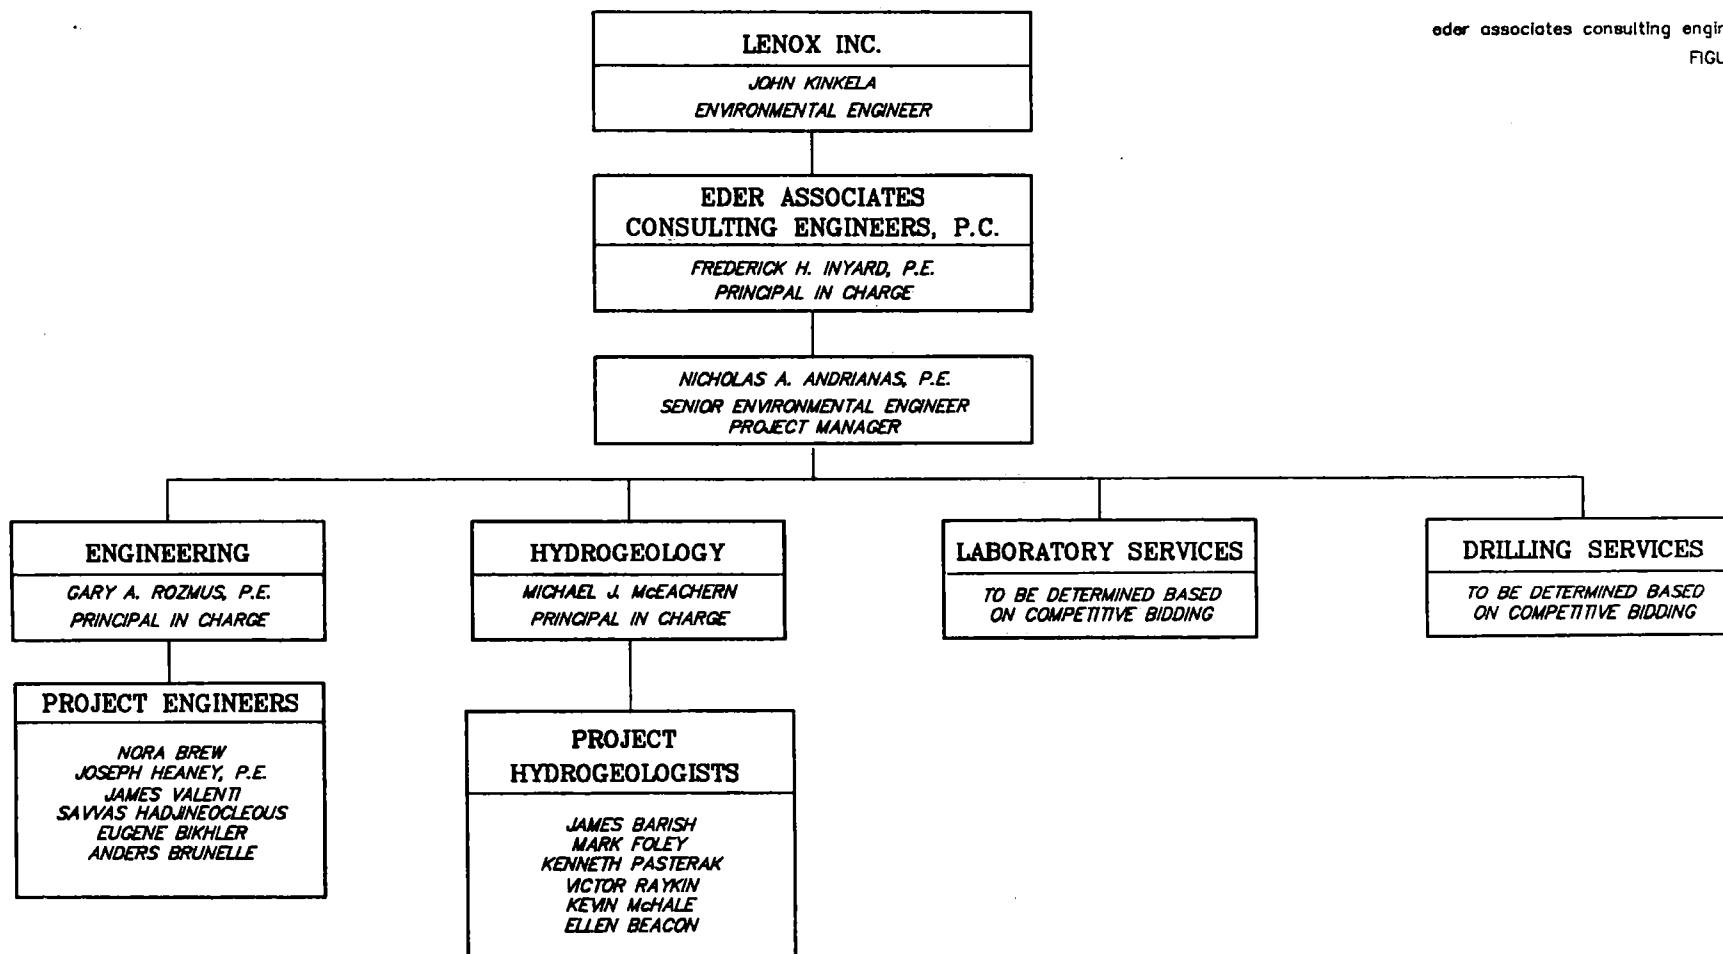 eder associates consulting
LENOX INC.
JOHN KINKELA
ENVIRONMENTAL ENGINEER
EDER ASSOCIATES
CONSULTING ENGINEERS, P.C.
FREDERICK H. INYARD, P.E.
PRINCIPAL IN CHARGE
NICHOLAS A. ANDRIANAS, P.E.
SENIOR ENVIRONMENTAL ENGINEER
PROJECT MANAGER
ENGINEERING
GARY A. ROZMUS, P.E.
PRINCIPAL IN CHARGE
PROJECT ENGINEERS
NORA BREW
JOSEPH HEANEY, P.E.
JAMES VALENTI
SAVVAS HADJINEOCLEOUS
EUGENE BIKHLER
ANDERS BRUNELLE
HYDROGEOLOGY
MICHAEL J. McEACHERN
PRINCIPAL IN CHARGE
PROJECT
HYDROGEOLOGISTS
JAMES BARISH
MARK FOLEY
KENNETH PASTERAK
VICTOR RAYKIN
KEVIN McHALE
ELLEN BEACON
LABORATORY SERVICES
TO BE DETERMINED BASED
ON COMPETITIVE BIDDING
DRILLING SERVICES
TO BE DETERMINED BASED
ON COMPETITIVE BIDDING